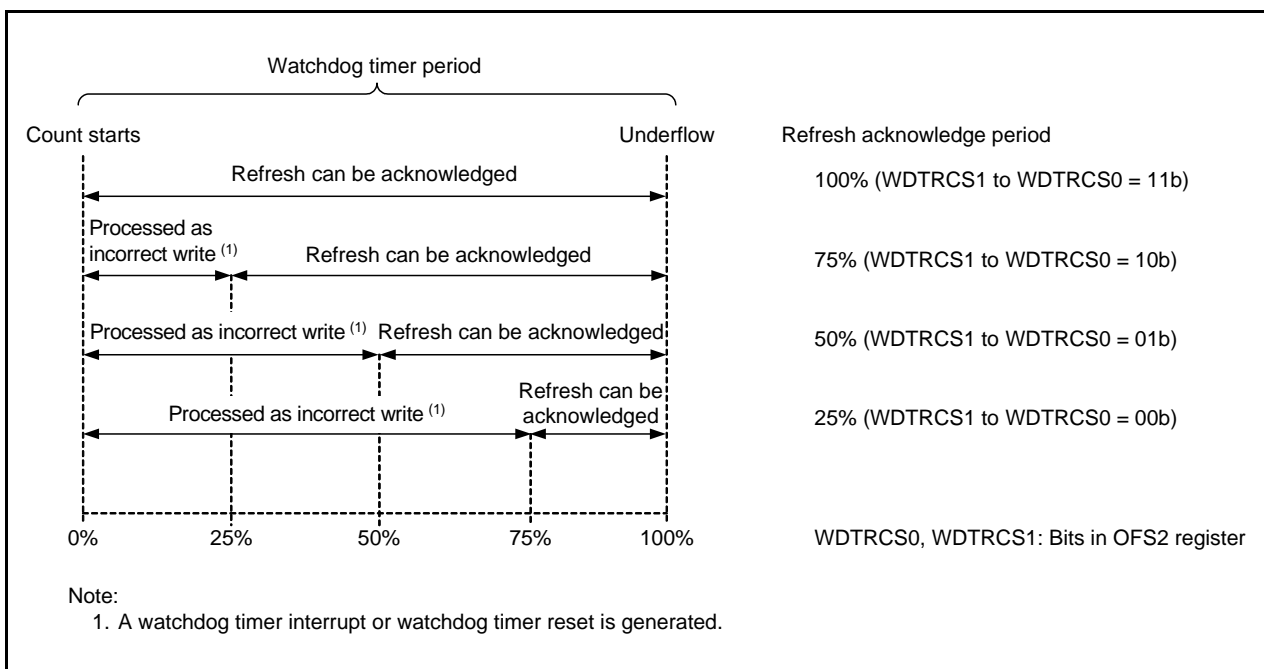 Watchdog timer period
Count starts
Underflow
Refresh acknowledge period
Refresh can be acknowledged
100% (WDTRCS1 to WDTRCS0 = 11b)
Processed as
incorrect write (1)
Refresh can be acknowledged
75% (WDTRCS1 to WDTRCS0 = 10b)
Processed as incorrect write (1)
Refresh can be acknowledged
50% (WDTRCS1 to WDTRCS0 = 01b)
Processed as incorrect write (1)
Refresh can be
acknowledged
25% (WDTRCS1 to WDTRCS0 = 00b)
0%
25%
50%
75%
100%
WDTRCS0, WDTRCS1: Bits in OFS2 register
Note:
1. A watchdog timer interrupt or watchdog timer reset is generated.